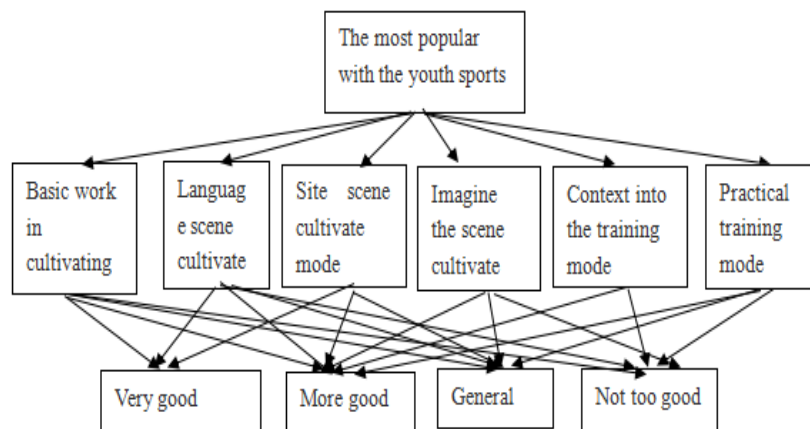 The most popular
with the youth sports
Basic work
in
cultivating
Languag
e scene
cultivate
Site scene
cultivate
mode
Imagine
the scene
cultivate
Context into
the training
mode
Practical
training
mode
Very good
More good
General
Not too good